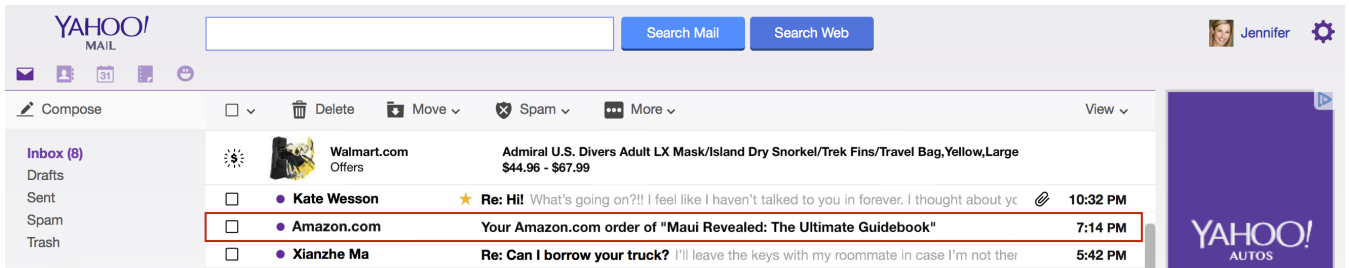 YAHOO!
MAIL
Search Mail
Search Web
Jennifer
31
Compose
Delete
Move
Spam
More
View
Inbox (8)
Drafts
Sent
Spam
Trash
$
Walmart.com
Offers
Admiral U.S. Divers Adult LX Mask/Island Dry Snorkel/Trek Fins/Travel Bag,Yellow,Large
$44.96 - $67.99
Kate Wesson Re: Hi! What's going on?!! I feel like I haven't talked to you in forever. I thought about yo 10:32 PM
Amazon.com Your Amazon.com order of "Maui Revealed: The Ultimate Guidebook" 7:14 PM
Xianzhe Ma Re: Can I borrow your truck? I'll leave the keys with my roommate in case I'm not ther 5:42 PM
YAHOO!
AUTOS